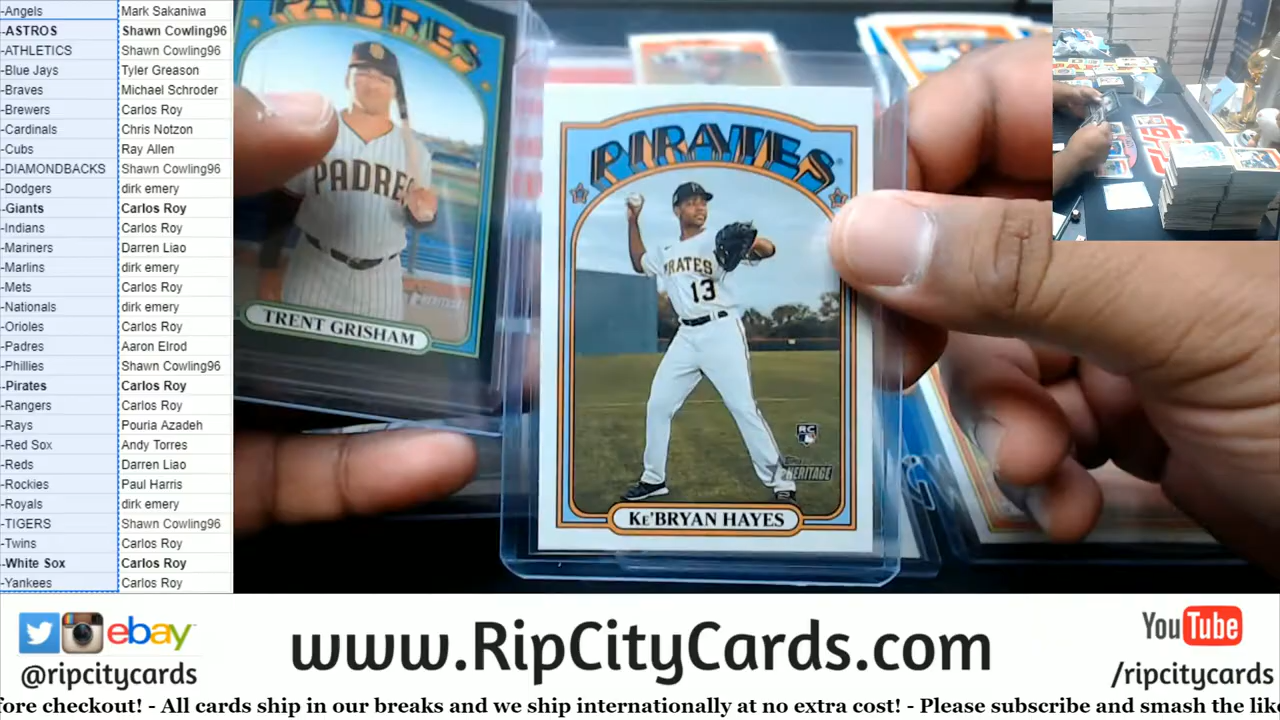 -Angels Mark Sakaniwa
-ASTROS Shawn Cowling96
-ATHLETICS Shawn Cowling96
-Blue Jays Tyler Greason
-Braves Michael Schroder
-Brewers Carlos Roy
-Cardinals Chris Notzon
-Cubs Ray Allen
-DIAMONDBACKS Shawn Cowling96
-Dodgers dirk emery
-Giants Carlos Roy
-Indians Carlos Roy
-Mariners Darren Liao
-Marlins dirk emery
-Mets Carlos Roy
-Nationals dirk emery
-Orioles Carlos Roy
-Padres Aaron Elrod
-Phillies Shawn Cowling96
-Pirates Carlos Roy
-Rangers Carlos Roy
-Rays Pouria Azadeh
-Red Sox Andy Torres
-Reds Darren Liao
-Rockies Paul Harris
-Royals dirk emery
-TIGERS Shawn Cowling96
-Twins Carlos Roy
-White Sox Carlos Roy
-Yankees Carlos Roy
PADRES
PADRE
TRENT GRISHAM
PIRATES
PIRATES
13
RC
Topps
HERITAGE
KE'BRYAN HAYES
ebay
@ripcitycards
www.RipCityCards.com
YouTube
/ripcitycards
fore checkout! - All cards ship in our breaks and we ship internationally at no extra cost! - Please subscribe and smash the like